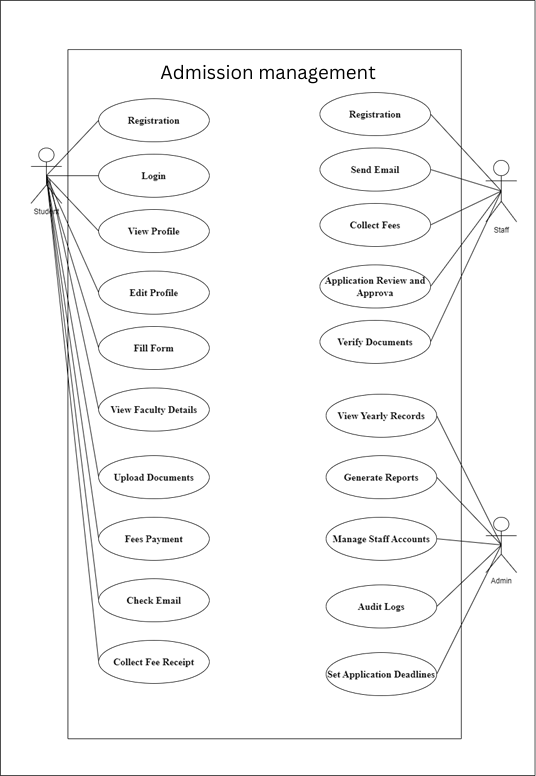 Admission management
Registration
Login
View Profile
Edit Profile
Fill Form
View Faculty Details
Upload Documents
Fees Payment
Check Email
Collect Fee Receipt
Student
Registration
Send Email
Collect Fees
Application Review and
Approva
Verify Documents
Staff
View Yearly Records
Generate Reports
Manage Staff Accounts
Audit Logs
Set Application Deadlines
Admin